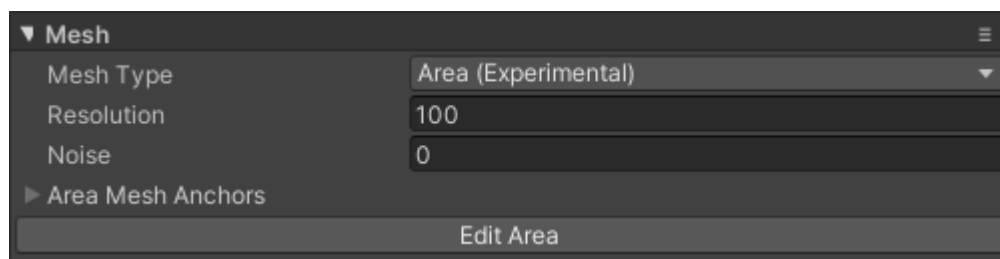 Mesh
Mesh Type Area (Experimental)
Resolution 100
Noise 0
Area Mesh Anchors
Edit Area